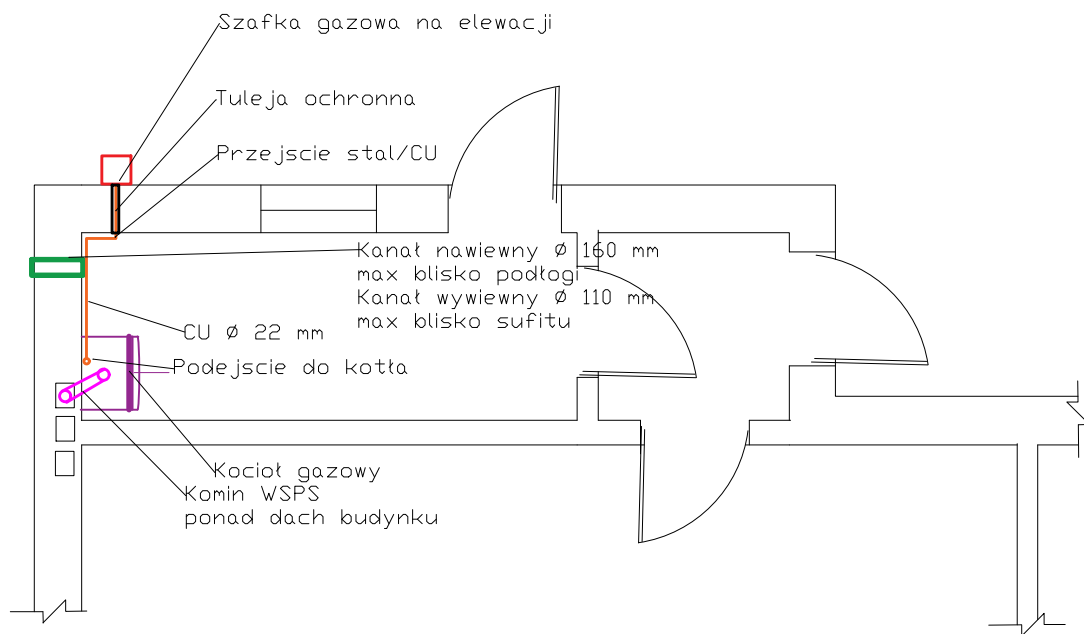 Szafka gazowa na elewacji
Tuleja ochronna
Przejscie stal/CU
Kanał nawiewny Ø 160 mm
max blisko podłogi
Kanał wywiewny Ø 110 mm
max blisko sufitu
CU Ø 22 mm
Podejscie do kotła
Kocioł gazowy
Komin WSPS
ponad dach budynku